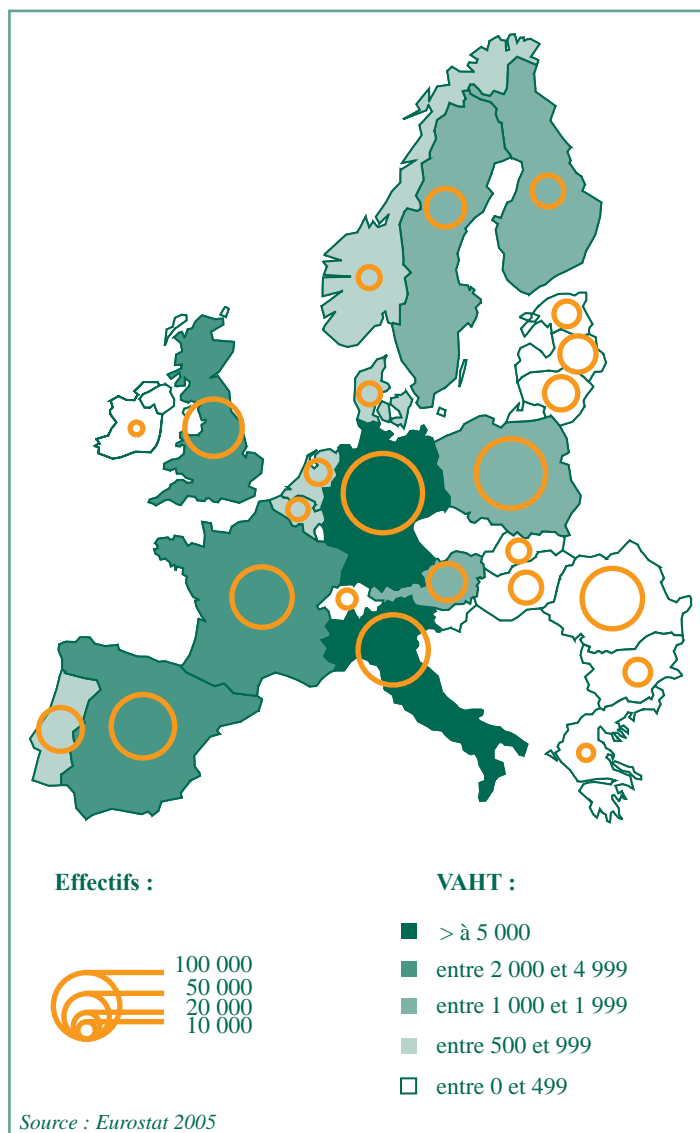 Effectifs :
100 000
50 000
20 000
10 000
VAHT :
> à 5 000
entre 2 000 et 4 999
entre 1 000 et 1 999
entre 500 et 999
entre 0 et 499
Source : Eurostat 2005